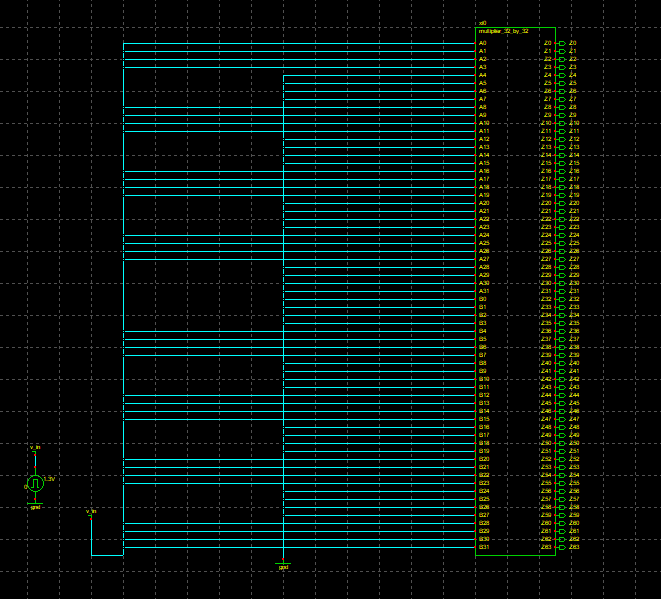 x0
multiplier_32_by_32
A0 Z0 Z0
A1 Z1 Z1
A2 Z2 Z2
A3 Z3 Z3
A4 Z4 Z4
A5 Z5 Z5
A6 Z6 Z6
A7 Z7 Z7
A8 Z8 Z8
A9 Z9 Z9
A10 Z10 Z10
A11 Z11 Z11
A12 Z12 Z12
A13 Z13 Z13
A14 Z14 Z14
A15 Z15 Z15
A16 Z16 Z16
A17 Z17 Z17
A18 Z18 Z18
A19 Z19 Z19
A20 Z20 Z20
A21 Z21 Z21
A22 Z22 Z22
A23 Z23 Z23
A24 Z24 Z24
A25 Z25 Z25
A26 Z26 Z26
A27 Z27 Z27
A28 Z28 Z28
A29 Z29 Z29
A30 Z30 Z30
A31 Z31 Z31
B0 Z32 Z32
B1 Z33 Z33
B2 Z34 Z34
B3 Z35 Z35
B4 Z36 Z36
B5 Z37 Z37
B6 Z38 Z38
B7 Z39 Z39
B8 Z40 Z40
B9 Z41 Z41
B10 Z42 Z42
B11 Z43 Z43
B12 Z44 Z44
B13 Z45 Z45
B14 Z46 Z46
B15 Z47 Z47
B16 Z48 Z48
B17 Z49 Z49
B18 Z50 Z50
B19 Z51 Z51
B20 Z52 Z52
B21 Z53 Z53
B22 Z54 Z54
B23 Z55 Z55
B24 Z56 Z56
B25 Z57 Z57
B26 Z58 Z58
B27 Z59 Z59
B28 Z60 Z60
B29 Z61 Z61
B30 Z62 Z62
B31 Z63 Z63
v_in
0 1.3V
gnd
v_in
gnd